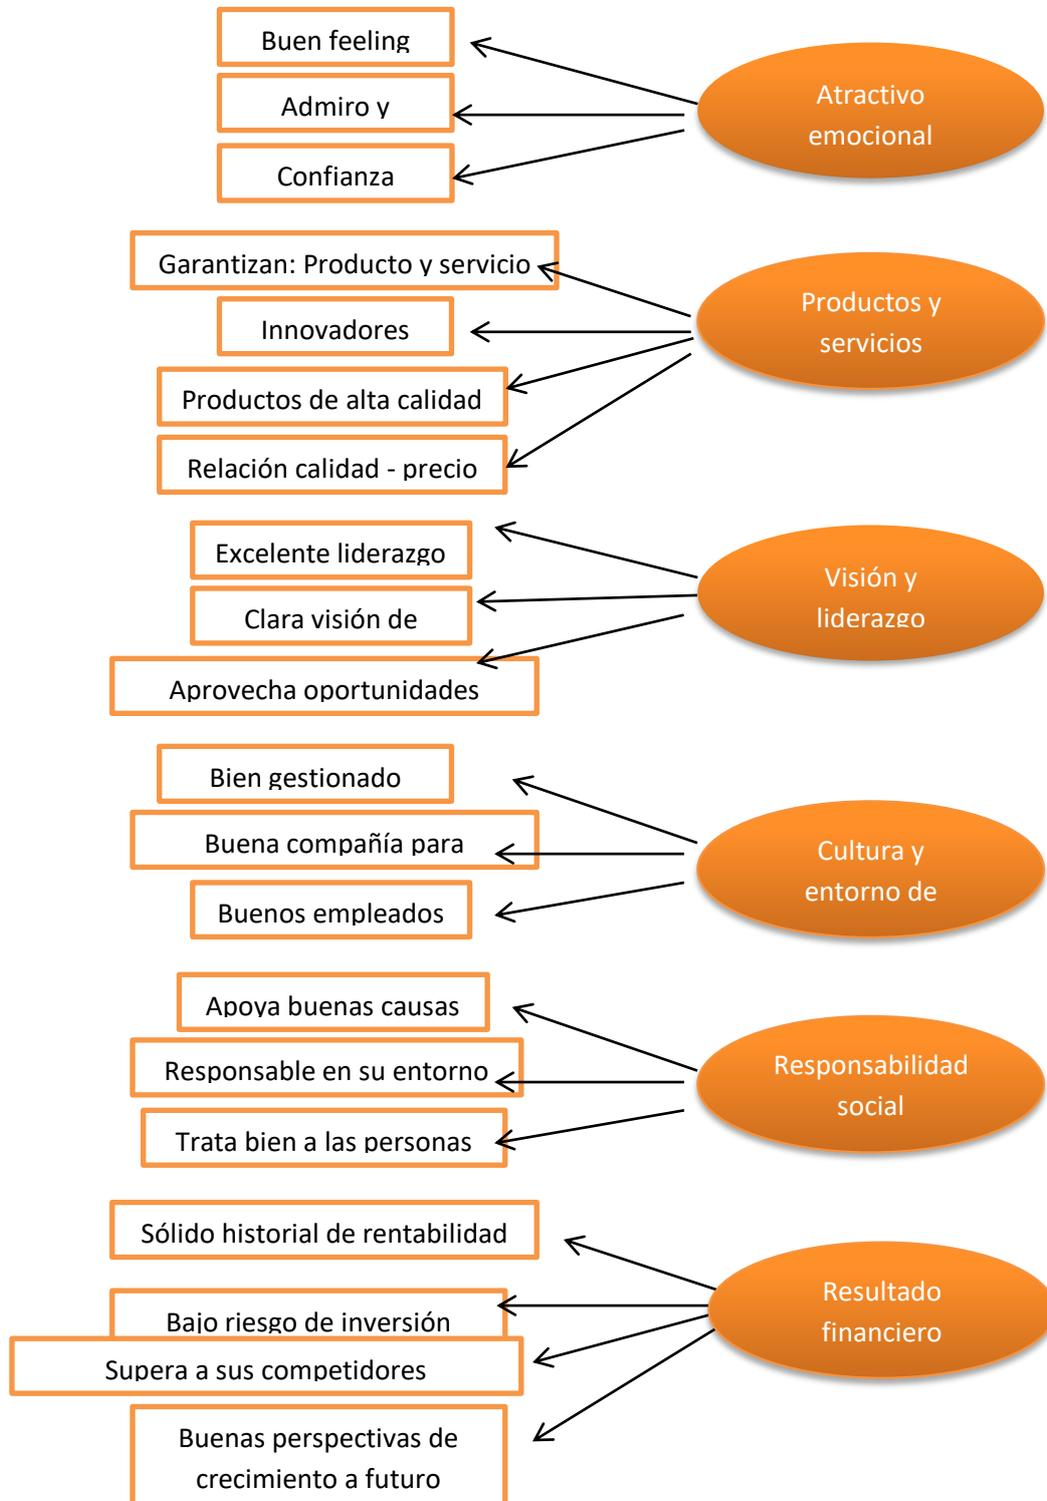 Buen feeling
Admiro y
Confianza
Atractivo
emocional
Garantizan: Producto y servicio
Innovadores
Productos de alta calidad
Relación calidad - precio
Productos y
servicios
Excelente liderazgo
Clara visión de
Aprovecha oportunidades
Visión y
liderazgo
Bien gestionado
Buena compañía para
Buenos empleados
Cultura y
entorno de
Apoya buenas causas
Responsable en su entorno
Trata bien a las personas
Responsabilidad
social
Sólido historial de rentabilidad
Bajo riesgo de inversión
Supera a sus competidores
Buenas perspectivas de
crecimiento a futuro
Resultado
financiero